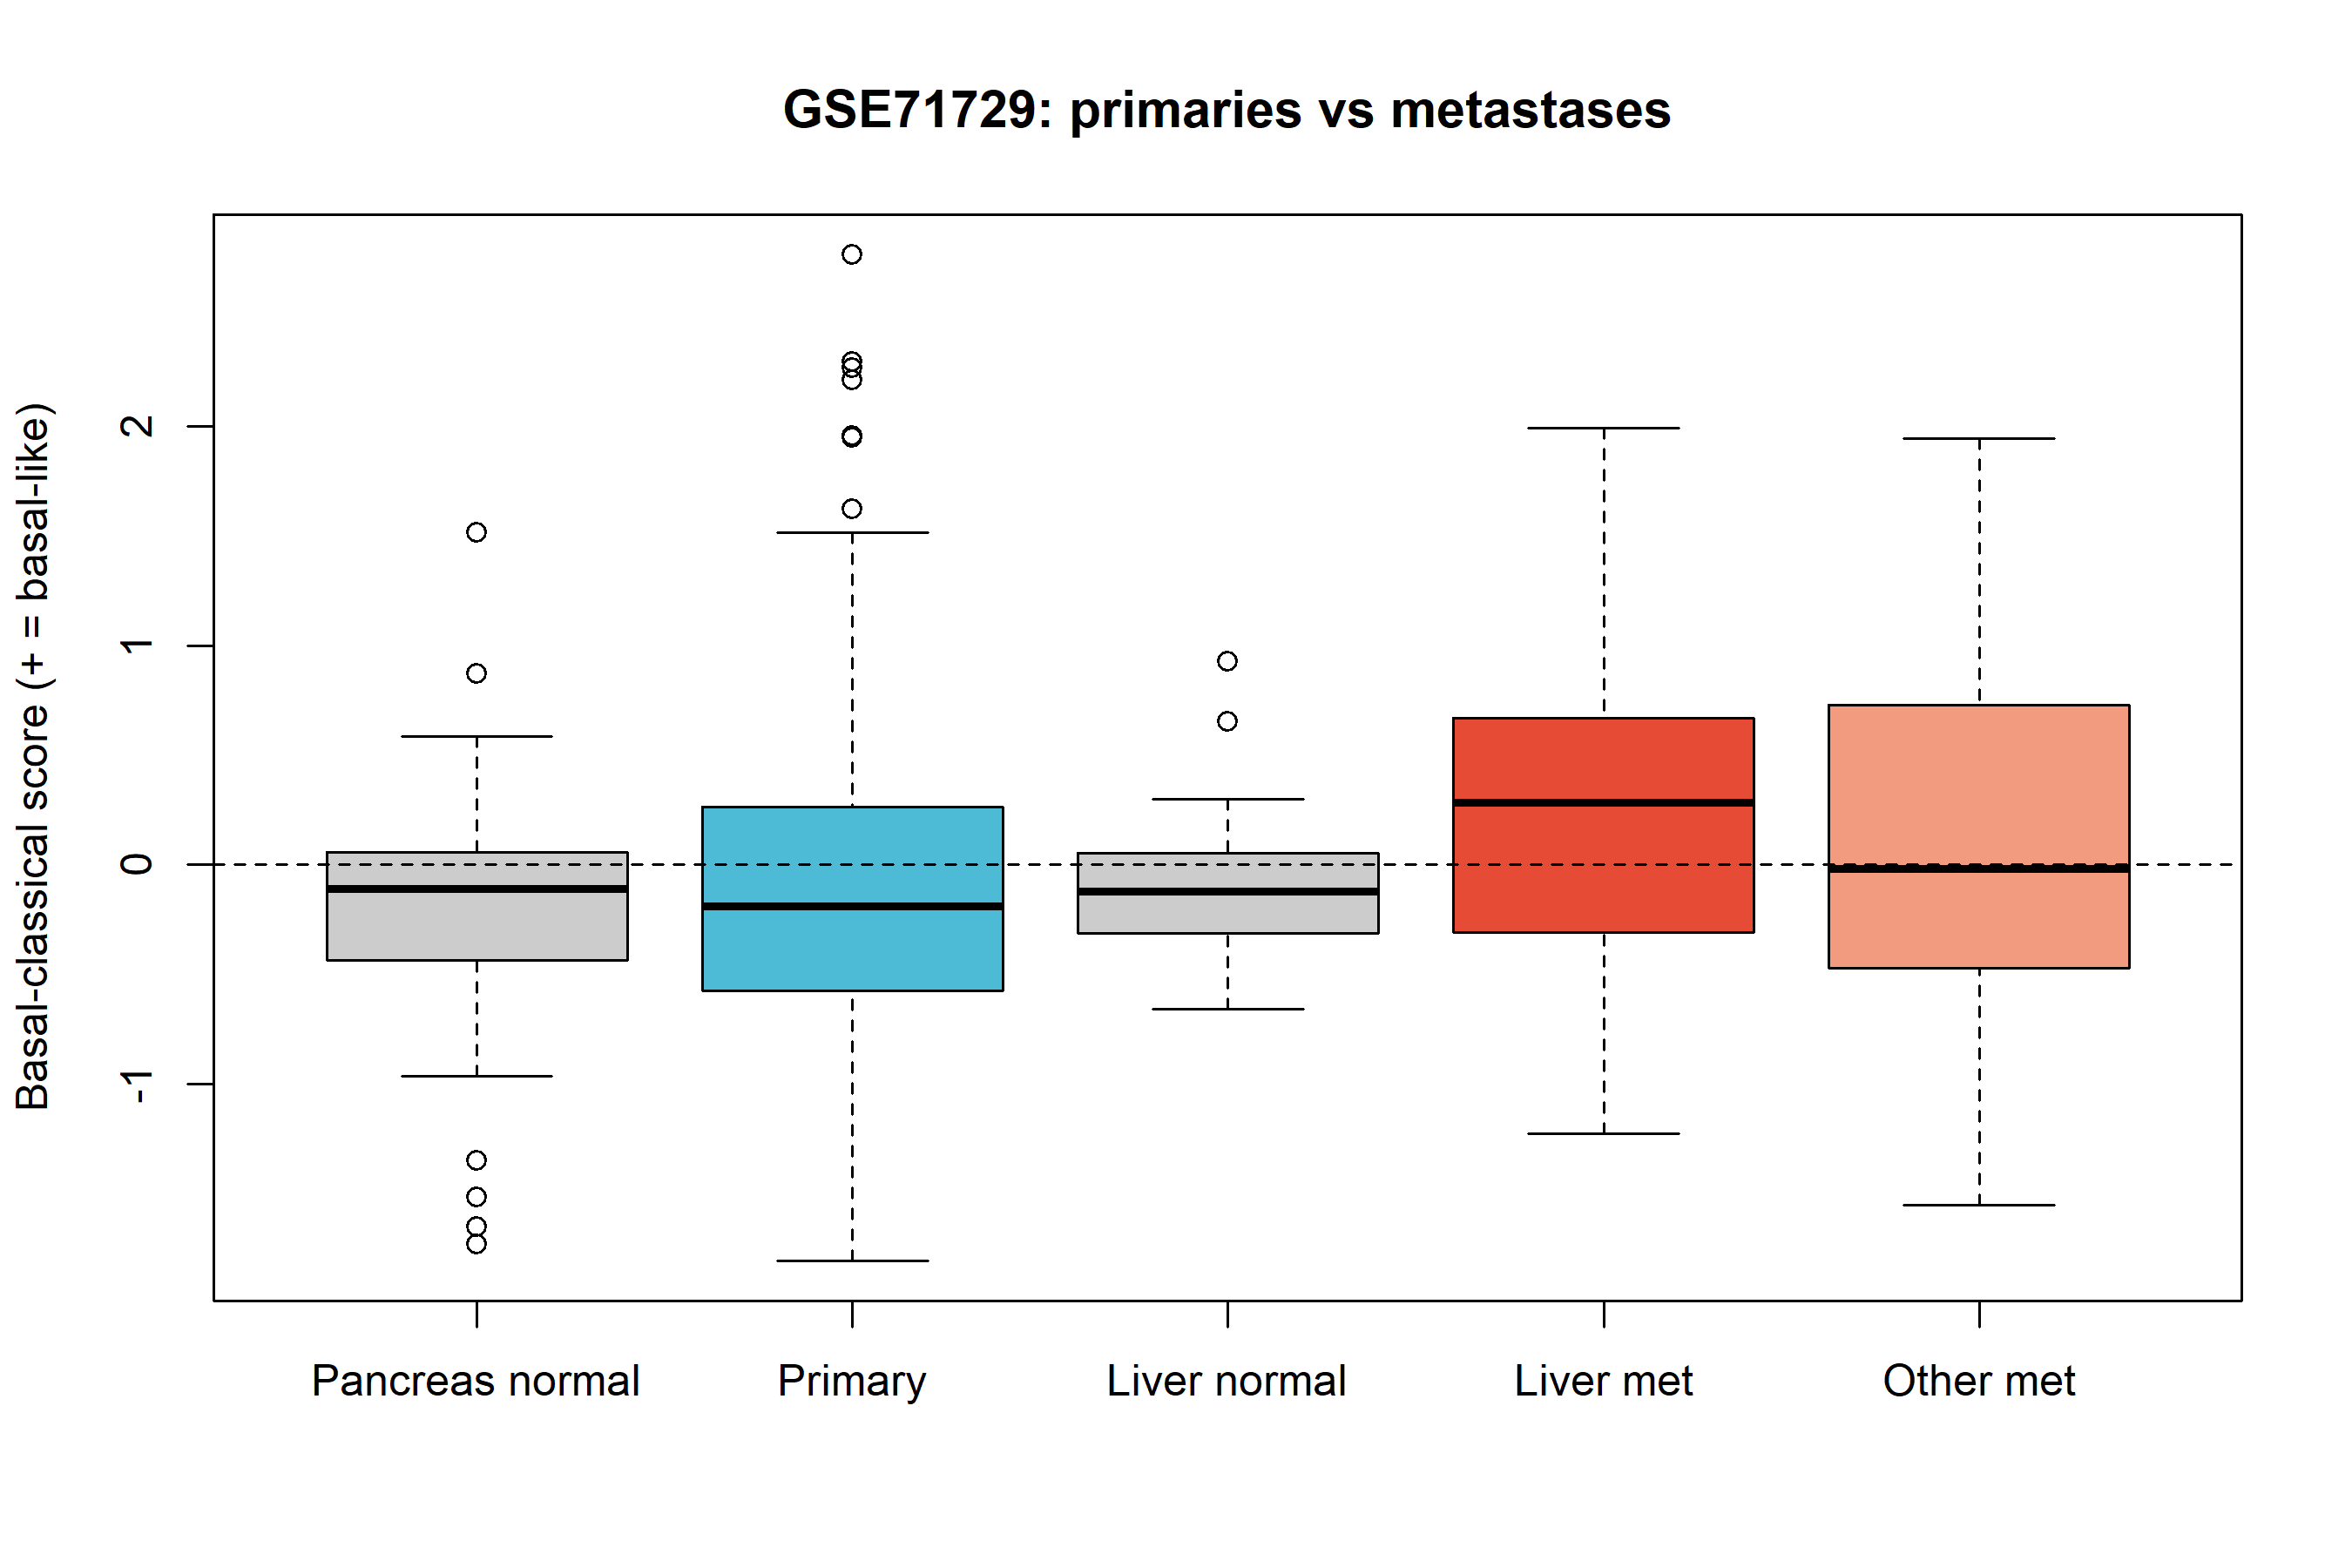 GSE71729: primaries vs metastases
Basal-classical score (+ = basal-like)
2
1
0
-1
Pancreas normal
Primary
Liver normal
Liver met
Other met